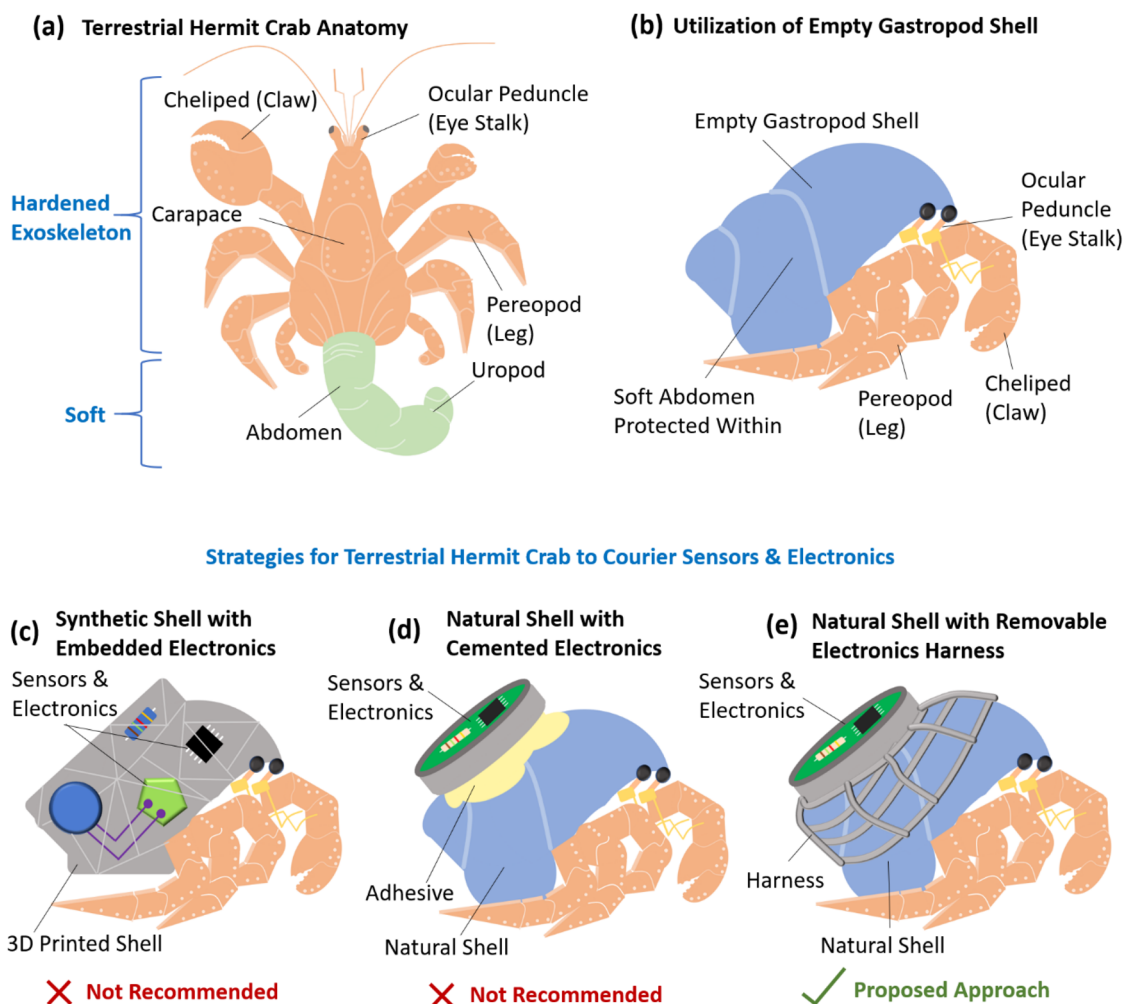 (a) Terrestrial Hermit Crab Anatomy
Cheliped (Claw)
Ocular Peduncle
(Eye Stalk)
Hardened
Exoskeleton
Carapace
Pereopod
(Leg)
Uropod
Soft
Abdomen
(b) Utilization of Empty Gastropod Shell
Empty Gastropod Shell
Ocular
Peduncle
(Eye Stalk)
Soft Abdomen
Protected Within
Pereopod
(Leg)
Cheliped
(Claw)
Strategies for Terrestrial Hermit Crab to Courier Sensors & Electronics
(c) Synthetic Shell with
Embedded Electronics
Sensors &
Electronics
3D Printed Shell
Not Recommended
(d) Natural Shell with
Cemented Electronics
Sensors &
Electronics
Adhesive
Natural Shell
Not Recommended
(e) Natural Shell with Removable
Electronics Harness
Sensors &
Electronics
Harness
Natural Shell
Proposed Approach